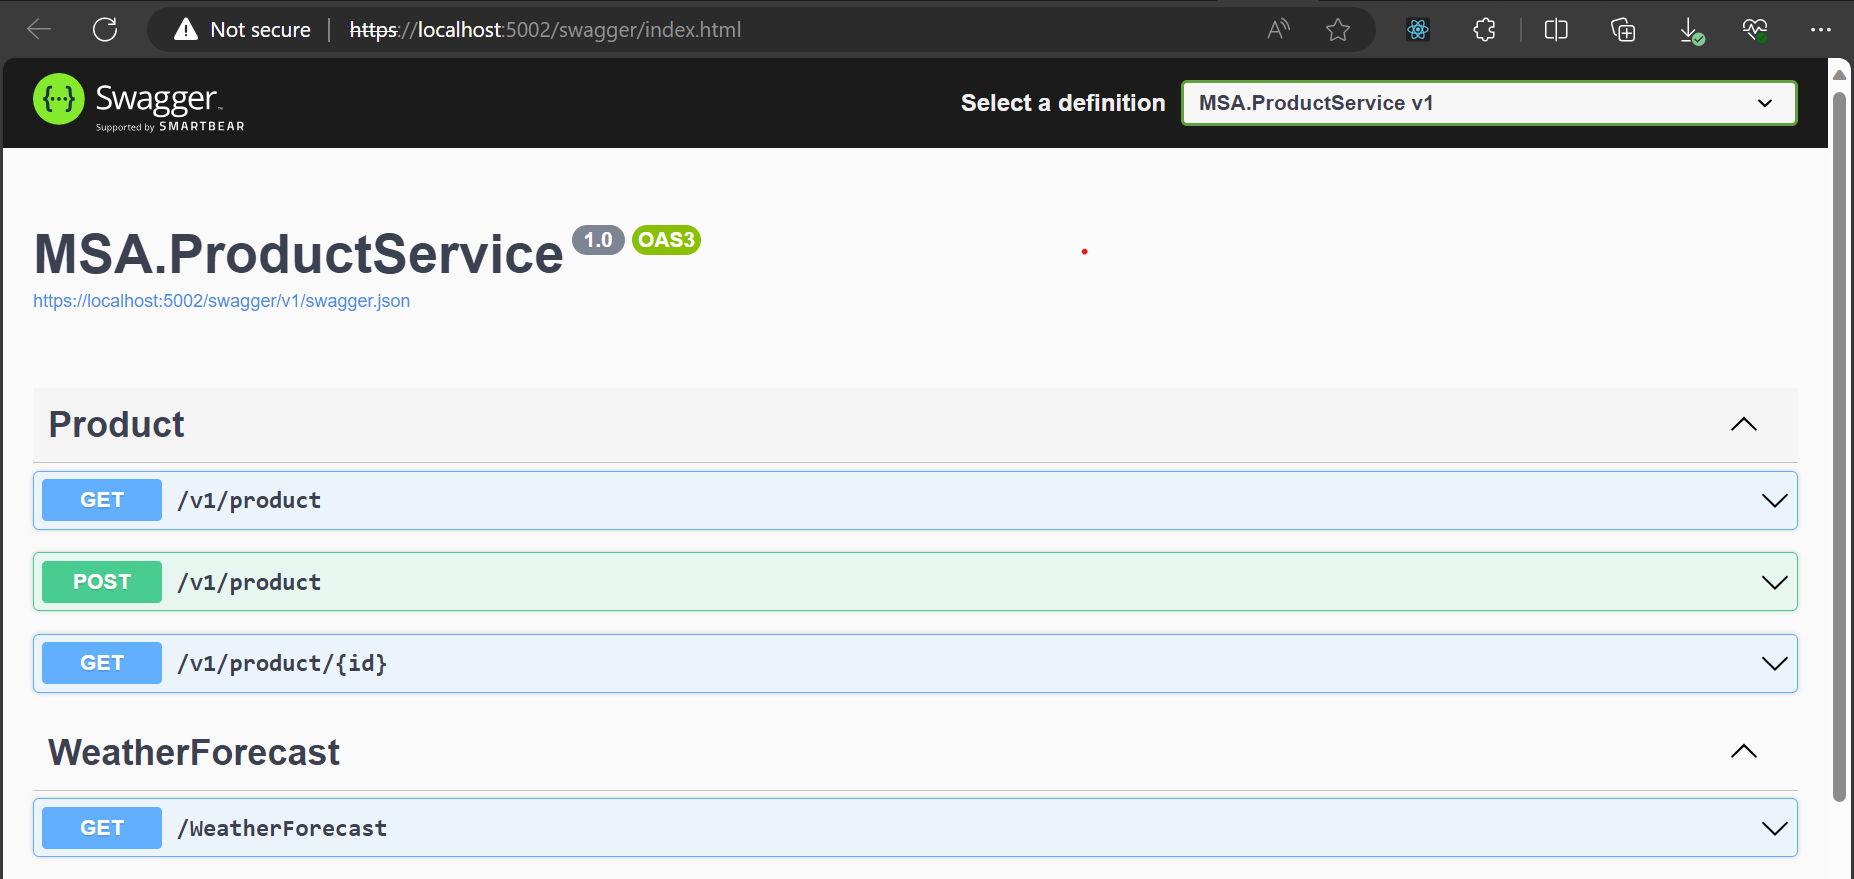 Not secure
https://localhost:5002/swagger/index.html
Swagger™
Supported by SMARTBEAR
Select a definition
MSA.ProductService v1
MSA.ProductService 1.0 OAS3
https://localhost:5002/swagger/v1/swagger.json
Product
GET /v1/product
POST /v1/product
GET /v1/product/{id}
WeatherForecast
GET /WeatherForecast